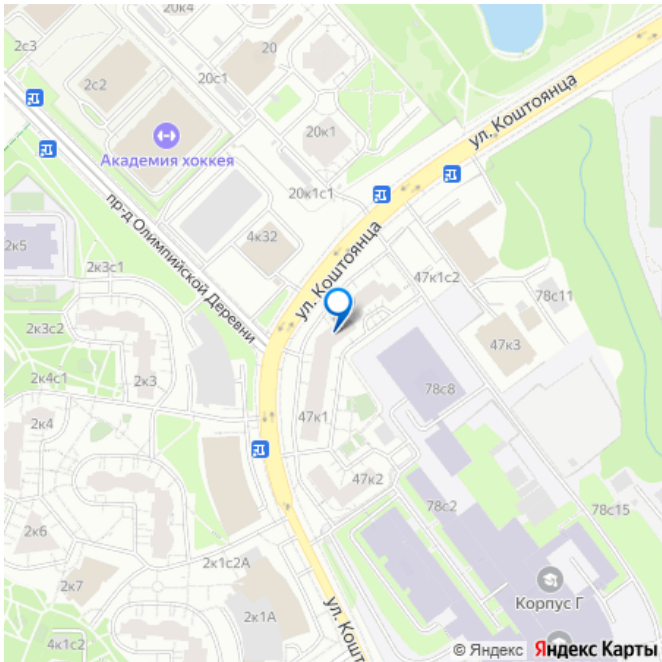 20к4
2с3
20
2с2
20с1
ул. Коштоянца
20к1
Академия хоккея
20к1с1
пр-д Олимпийской Деревни
4к32
2к5
ул. Коштоянца
2к3с1
47к1с2
78с11
2к3с2
47к3
2к4с1
2к3
78с8
47к1
2к4
47к2
78с2
78с15
2к6
2к1с2А
2к7
Корпус Г
2к1А
ул. Кошт
4к1с2
© Яндекс Яндекс Карты